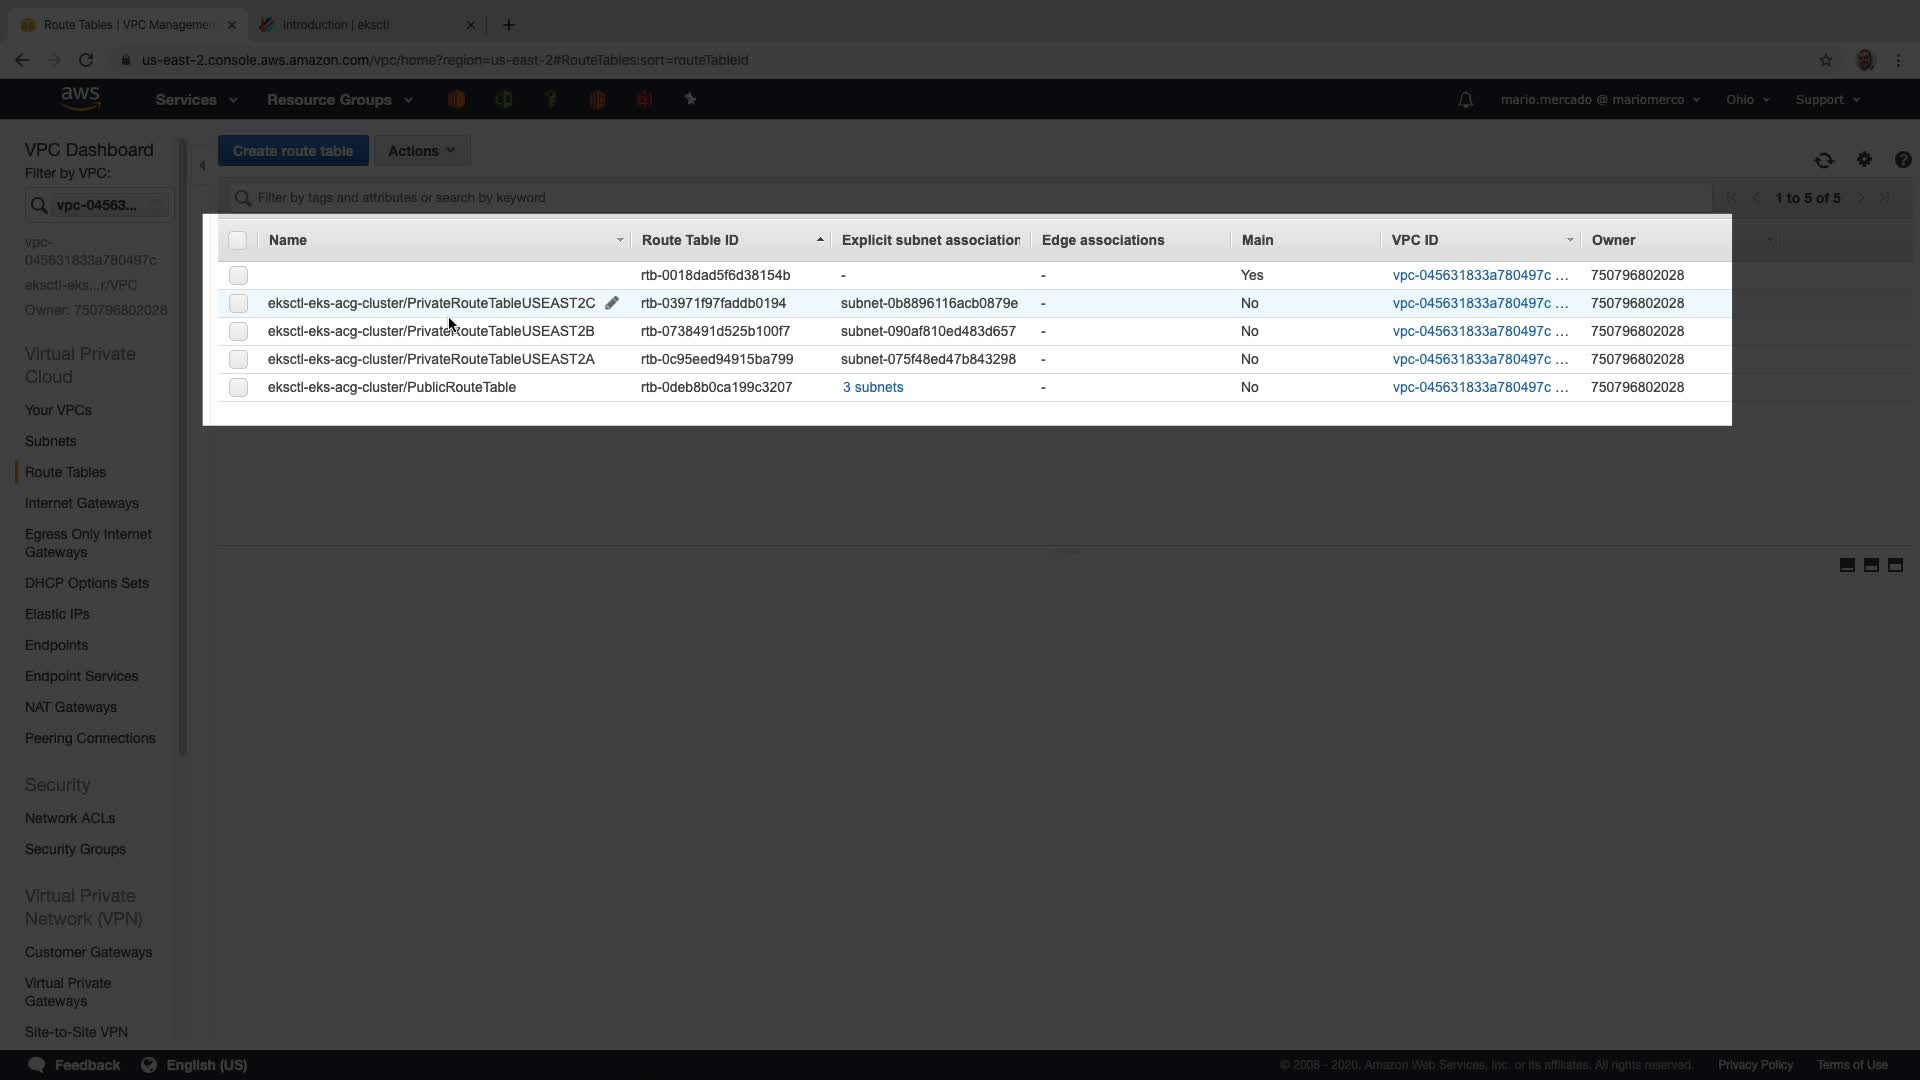 Route Tables | VPC Managemen
Introduction | eksctl
us-east-2.console.aws.amazon.com/vpc/home?region=us-east-2#RouteTables:sort=routeTableId
aws
Services
Resource Groups
mario.mercado @ mariomerco
Ohio
Support
VPC Dashboard
Filter by VPC:
vpc-04563...
vpc-
045631833a780497c
eksctl-eks...r/VPC
Owner: 750796802028
Virtual Private
Cloud
Your VPCs
Subnets
Route Tables
Internet Gateways
Egress Only Internet
Gateways
DHCP Options Sets
Elastic IPs
Endpoints
Endpoint Services
NAT Gateways
Peering Connections
Security
Network ACLs
Security Groups
Virtual Private
Network (VPN)
Customer Gateways
Virtual Private
Gateways
Site-to-Site VPN
Create route table
Actions
Filter by tags and attributes or search by keyword
1 to 5 of 5
Name Route Table ID Explicit subnet association Edge associations Main VPC ID Owner
rtb-0018dad5f6d38154b - - Yes vpc-045631833a780497c ... 750796802028
eksctl-eks-acg-cluster/PrivateRouteTableUSEAST2C rtb-03971f97faddb0194 subnet-0b8896116acb0879e - No vpc-045631833a780497c ... 750796802028
eksctl-eks-acg-cluster/PrivateRouteTableUSEAST2B rtb-0738491d525b100f7 subnet-090af810ed483d657 - No vpc-045631833a780497c ... 750796802028
eksctl-eks-acg-cluster/PrivateRouteTableUSEAST2A rtb-0c95eed94915ba799 subnet-075f48ed47b843298 - No vpc-045631833a780497c ... 750796802028
eksctl-eks-acg-cluster/PublicRouteTable rtb-0deb8b0ca199c3207 3 subnets - No vpc-045631833a780497c ... 750796802028
Feedback
English (US)
© 2008 - 2020, Amazon Web Services, Inc. or its affiliates. All rights reserved.
Privacy Policy
Terms of Use